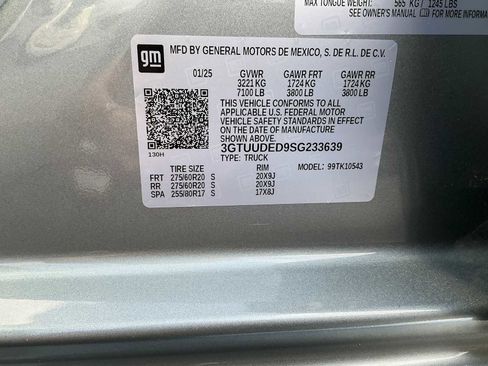 MAX TONGUE WEIGHT: 565 KG / 1245 LBS
SEE OWNER'S MANUAL FOR MORE
gm
MFD BY GENERAL MOTORS DE MEXICO, S. DE R.L. DE C.V.
01/25 GVWR GAWR FRT GAWR RR
3221 KG 1724 KG 1724 KG
7100 LB 3800 LB 3800 LB
THIS VEHICLE CONFORMS TO ALL
APPLICABLE U.S. FEDERAL MOTOR
VEHICLE SAFETY STANDARDS IN
EFFECT ON THE DATE OF MANUFACTURE
SHOWN ABOVE.
3GTUUDED9SG233639
TYPE: TRUCK
130H
TIRE SIZE RIM 99TK10543
FRT 275/60R20 S 20X9J
RR 275/60R20 S 20X9J
SPA 255/80R17 S 17X8J